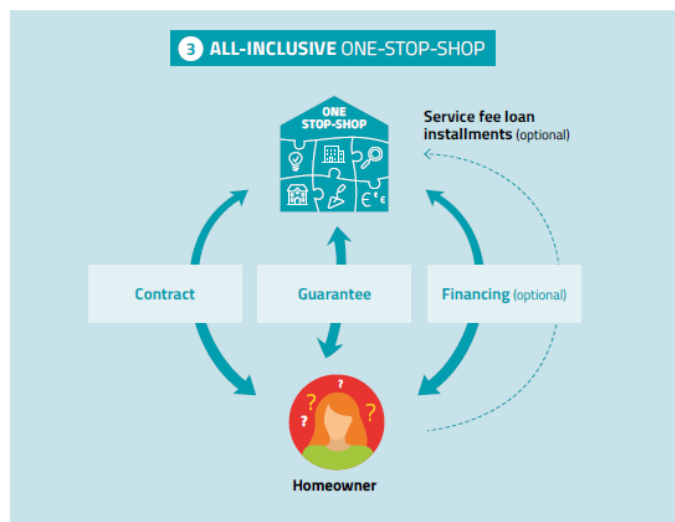 3 ALL-INCLUSIVE ONE-STOP-SHOP
ONE
STOP-SHOP
Service fee loan
installments (optional)
€ € €
Contract
Guarantee
Financing (optional)
? ? ? ? ?
Homeowner